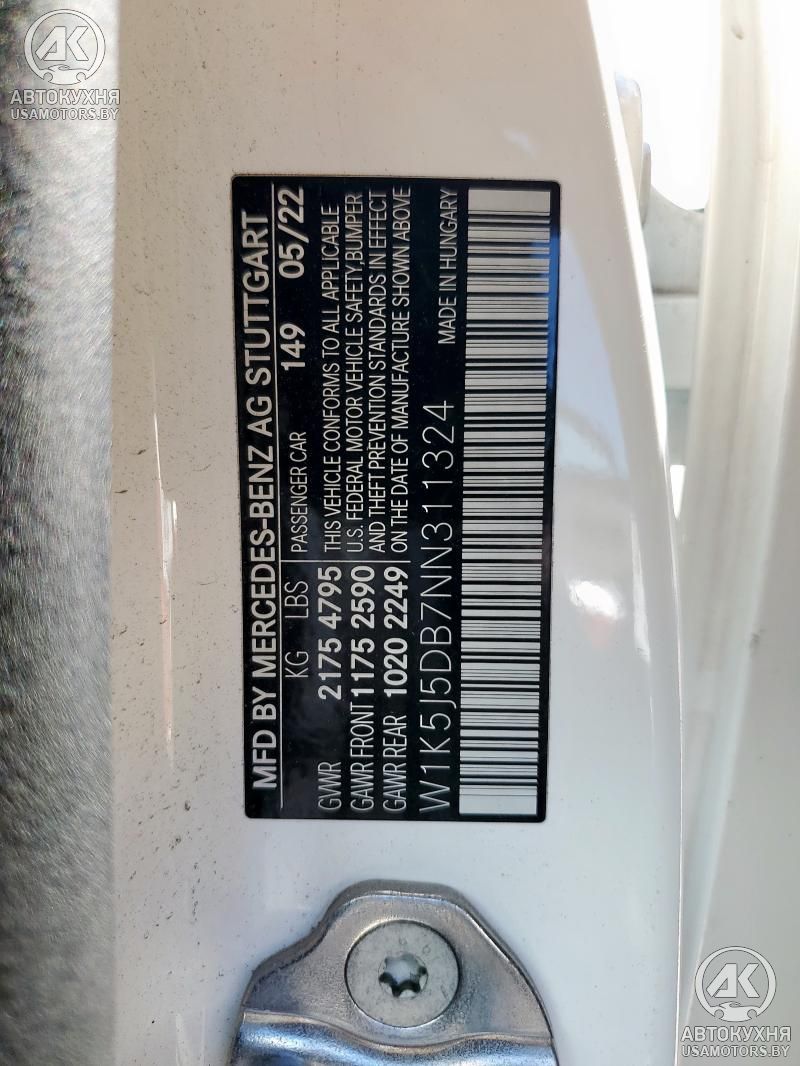 AK
АВТОКУХНЯ
USAMOTORS.BY
MFD BY MERCEDES-BENZ AG STUTTGART
KG LBS PASSENGER CAR 149 05/22
GVWR 2175 4795 THIS VEHICLE CONFORMS TO ALL APPLICABLE
GAWR FRONT 1175 2590 U.S. FEDERAL MOTOR VEHICLE SAFETY, BUMPER
GAWR REAR 1020 2249 AND THEFT PREVENTION STANDARDS IN EFFECT
ON THE DATE OF MANUFACTURE SHOWN ABOVE
W1K5J5DB7NN311324 MADE IN HUNGARY
AK
АВТОКУХНЯ
USAMOTORS.BY